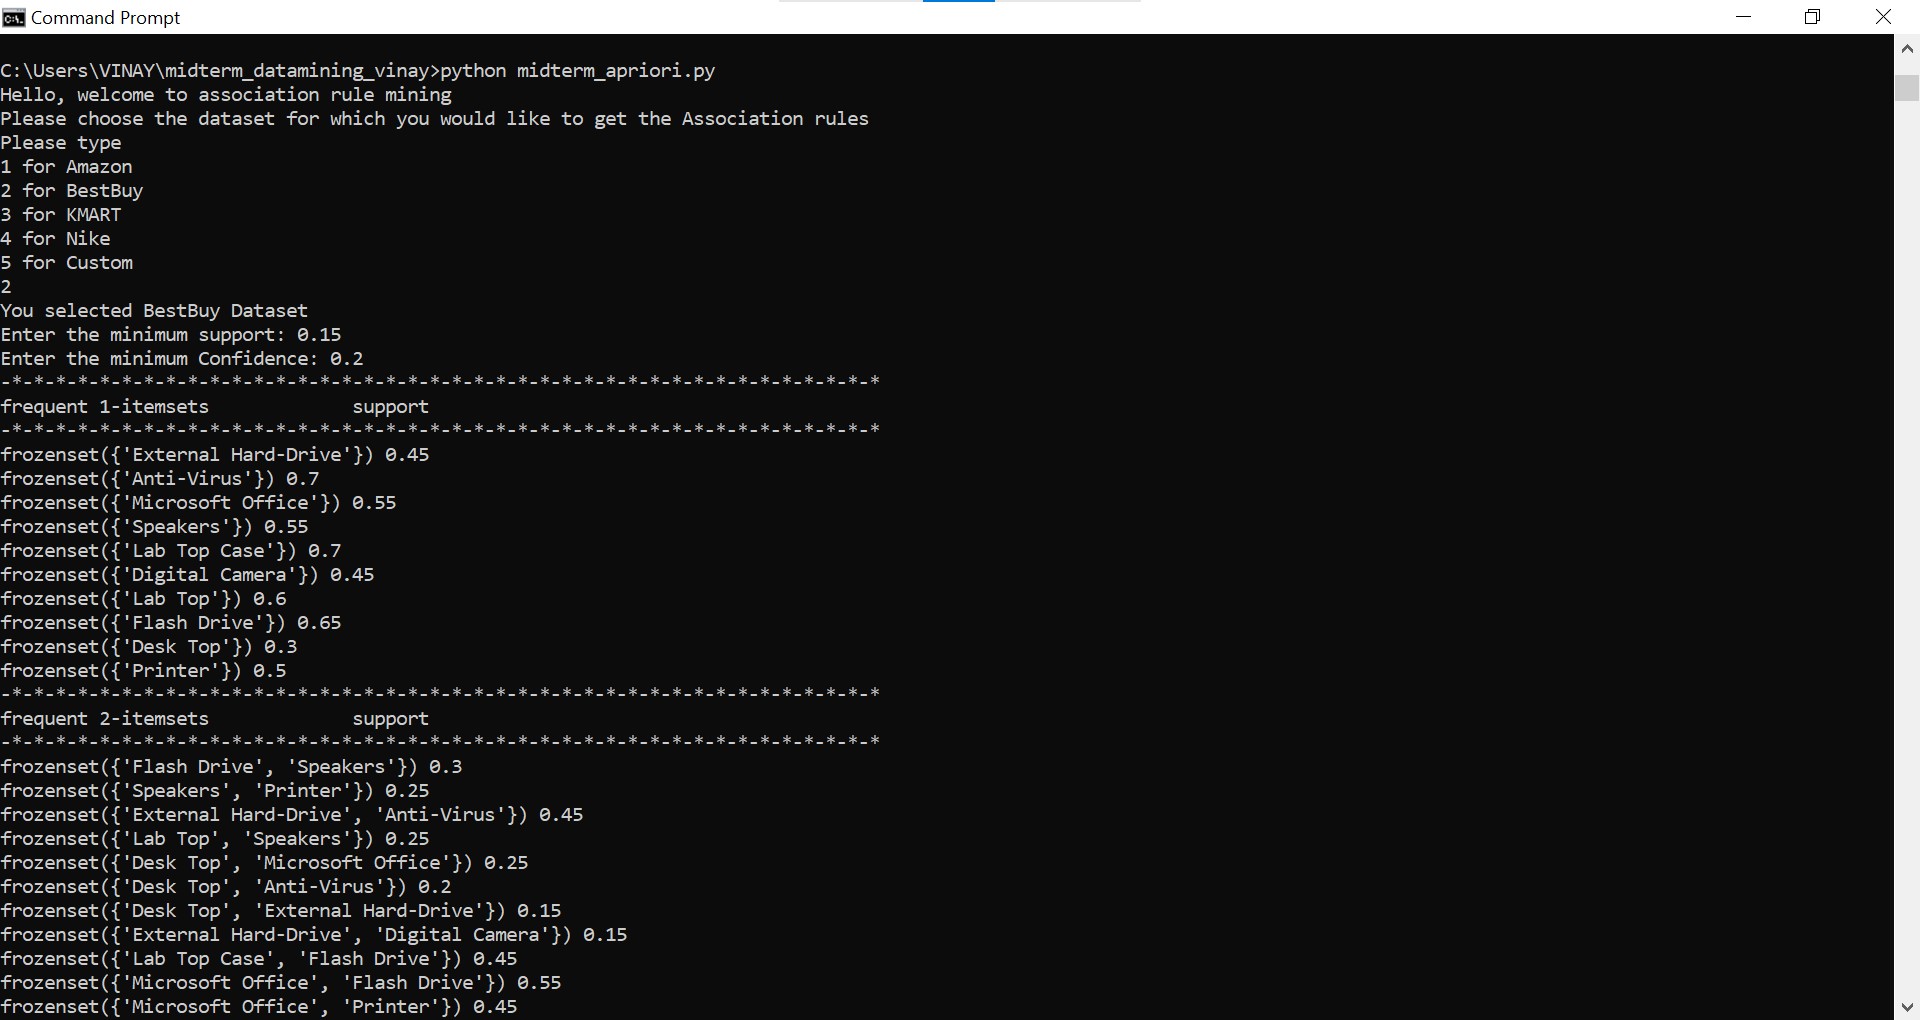 Command Prompt
C:\Users\VINAY\midterm_datamining_vinay>python midterm_apriori.py
Hello, welcome to association rule mining
Please choose the dataset for which you would like to get the Association rules
Please type
1 for Amazon
2 for BestBuy
3 for KMART
4 for Nike
5 for Custom
2
You selected BestBuy Dataset
Enter the minimum support: 0.15
Enter the minimum Confidence: 0.2
-*-*-*-*-*-*-*-*-*-*-*-*-*-*-*-*-*-*-*-*-*-*-*-*-*-*-*-*-*-*-*-*-*-*-*-*-*-*-*-*
frequent 1-itemsets             support
-*-*-*-*-*-*-*-*-*-*-*-*-*-*-*-*-*-*-*-*-*-*-*-*-*-*-*-*-*-*-*-*-*-*-*-*-*-*-*-*
frozenset({'External Hard-Drive'}) 0.45
frozenset({'Anti-Virus'}) 0.7
frozenset({'Microsoft Office'}) 0.55
frozenset({'Speakers'}) 0.55
frozenset({'Lab Top Case'}) 0.7
frozenset({'Digital Camera'}) 0.45
frozenset({'Lab Top'}) 0.6
frozenset({'Flash Drive'}) 0.65
frozenset({'Desk Top'}) 0.3
frozenset({'Printer'}) 0.5
-*-*-*-*-*-*-*-*-*-*-*-*-*-*-*-*-*-*-*-*-*-*-*-*-*-*-*-*-*-*-*-*-*-*-*-*-*-*-*-*
frequent 2-itemsets             support
-*-*-*-*-*-*-*-*-*-*-*-*-*-*-*-*-*-*-*-*-*-*-*-*-*-*-*-*-*-*-*-*-*-*-*-*-*-*-*-*
frozenset({'Flash Drive', 'Speakers'}) 0.3
frozenset({'Speakers', 'Printer'}) 0.25
frozenset({'External Hard-Drive', 'Anti-Virus'}) 0.45
frozenset({'Lab Top', 'Speakers'}) 0.25
frozenset({'Desk Top', 'Microsoft Office'}) 0.25
frozenset({'Desk Top', 'Anti-Virus'}) 0.2
frozenset({'Desk Top', 'External Hard-Drive'}) 0.15
frozenset({'External Hard-Drive', 'Digital Camera'}) 0.15
frozenset({'Lab Top Case', 'Flash Drive'}) 0.45
frozenset({'Microsoft Office', 'Flash Drive'}) 0.55
frozenset({'Microsoft Office', 'Printer'}) 0.45